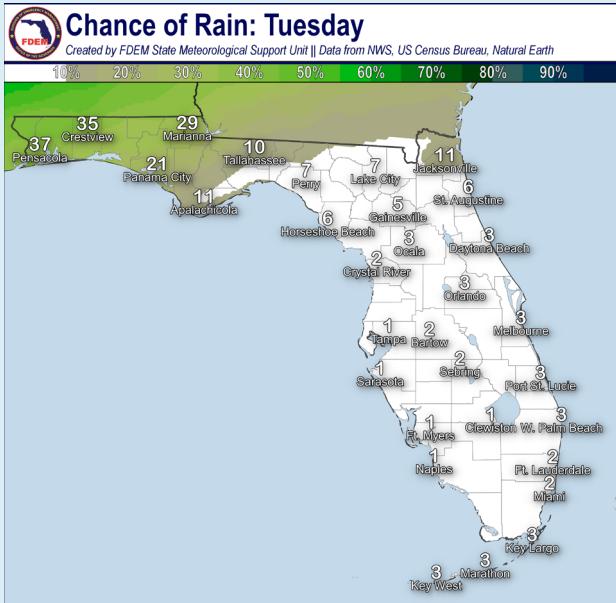 Chance of Rain: Tuesday
FDEM
Created by FDEM State Meteorological Support Unit || Data from NWS, US Census Bureau, Natural Earth
10% 20% 30% 40% 50% 60% 70% 80% 90%
35
Crestview
29
Marianna
37
Pensacola
10
Tallahassee
11
Jacksonville
21
Panama City
7
Perry
7
Lake City
6
St. Augustine
11
Apalachicola
5
Gainesville
6
Horseshoe Beach
3
Ocala
3
Daytona Beach
2
Crystal River
3
Orlando
3
Melbourne
1
Tampa
2
Bartow
2
Sebring
1
Sarasota
3
Port St. Lucie
1
Ft. Myers
1
Clewiston
3
W. Palm Beach
1
Naples
2
Ft. Lauderdale
2
Miami
3
Key Largo
3
Marathon
3
Key West